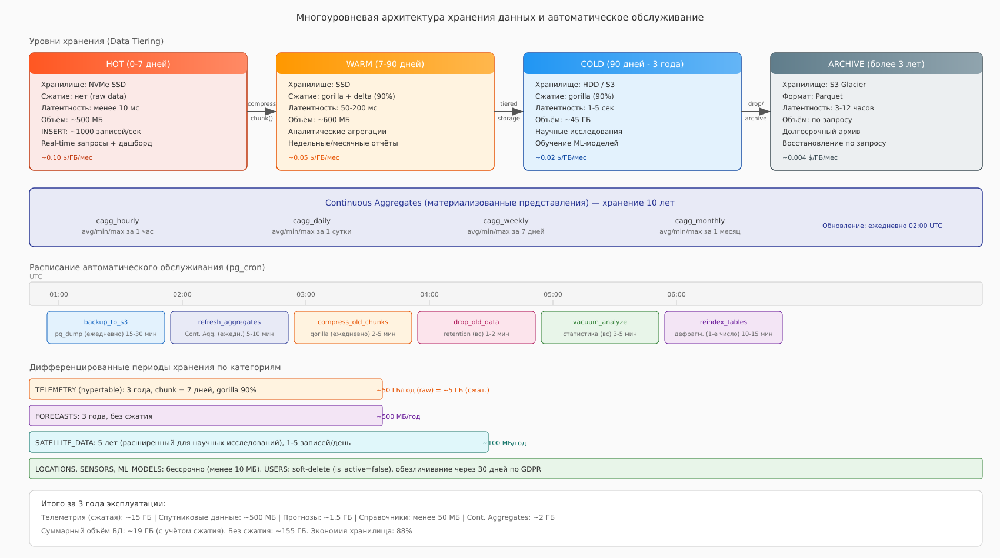 Многоуровневая архитектура хранения данных и автоматическое обслуживание
Уровни хранения (Data Tiering)
HOT (0-7 дней)
Хранилище: NVMe SSD
Сжатие: нет (raw data)
Латентность: менее 10 мс
Объём: ~500 МБ
INSERT: ~1000 записей/сек
Real-time запросы + дашборд
~0.10 $/ГБ/мес
compress
chunk()
WARM (7-90 дней)
Хранилище: SSD
Сжатие: gorilla + delta (90%)
Латентность: 50-200 мс
Объём: ~600 МБ
Аналитические агрегации
Недельные/месячные отчёты
~0.05 $/ГБ/мес
tiered
storage
COLD (90 дней - 3 года)
Хранилище: HDD / S3
Сжатие: gorilla (90%)
Латентность: 1-5 сек
Объём: ~45 ГБ
Научные исследования
Обучение ML-моделей
~0.02 $/ГБ/мес
drop/
archive
ARCHIVE (более 3 лет)
Хранилище: S3 Glacier
Формат: Parquet
Латентность: 3-12 часов
Объём: по запросу
Долгосрочный архив
Восстановление по запросу
~0.004 $/ГБ/мес
Continuous Aggregates (материализованные представления) — хранение 10 лет
cagg_hourly
avg/min/max за 1 час
cagg_daily
avg/min/max за 1 сутки
cagg_weekly
avg/min/max за 7 дней
cagg_monthly
avg/min/max за 1 месяц
Обновление: ежедневно 02:00 UTC
Расписание автоматического обслуживания (pg_cron)
UTC
01:00 02:00 03:00 04:00 05:00 06:00
backup_to_s3
pg_dump (ежедневно) 15-30 мин
refresh_aggregates
Cont. Agg. (ежедн.) 5-10 мин
compress_old_chunks
gorilla (ежедневно) 2-5 мин
drop_old_data
retention (вс) 1-2 мин
vacuum_analyze
статистика (вс) 3-5 мин
reindex_tables
дефрагм. (1-е число) 10-15 мин
Дифференцированные периоды хранения по категориям
TELEMETRY (hypertable): 3 года, chunk = 7 дней, gorilla 90%
~50 ГБ/год (raw) = ~5 ГБ (сжат.)
FORECASTS: 3 года, без сжатия
~500 МБ/год
SATELLITE_DATA: 5 лет (расширенный для научных исследований), 1-5 записей/день
~100 МБ/год
LOCATIONS, SENSORS, ML_MODELS: бессрочно (менее 10 МБ). USERS: soft-delete (is_active=false), обезличивание через 30 дней по GDPR
Итого за 3 года эксплуатации:
Телеметрия (сжатая): ~15 ГБ | Спутниковые данные: ~500 МБ | Прогнозы: ~1.5 ГБ | Справочники: менее 50 МБ | Cont. Aggregates: ~2 ГБ
Суммарный объём БД: ~19 ГБ (с учётом сжатия). Без сжатия: ~155 ГБ. Экономия хранилища: 88%